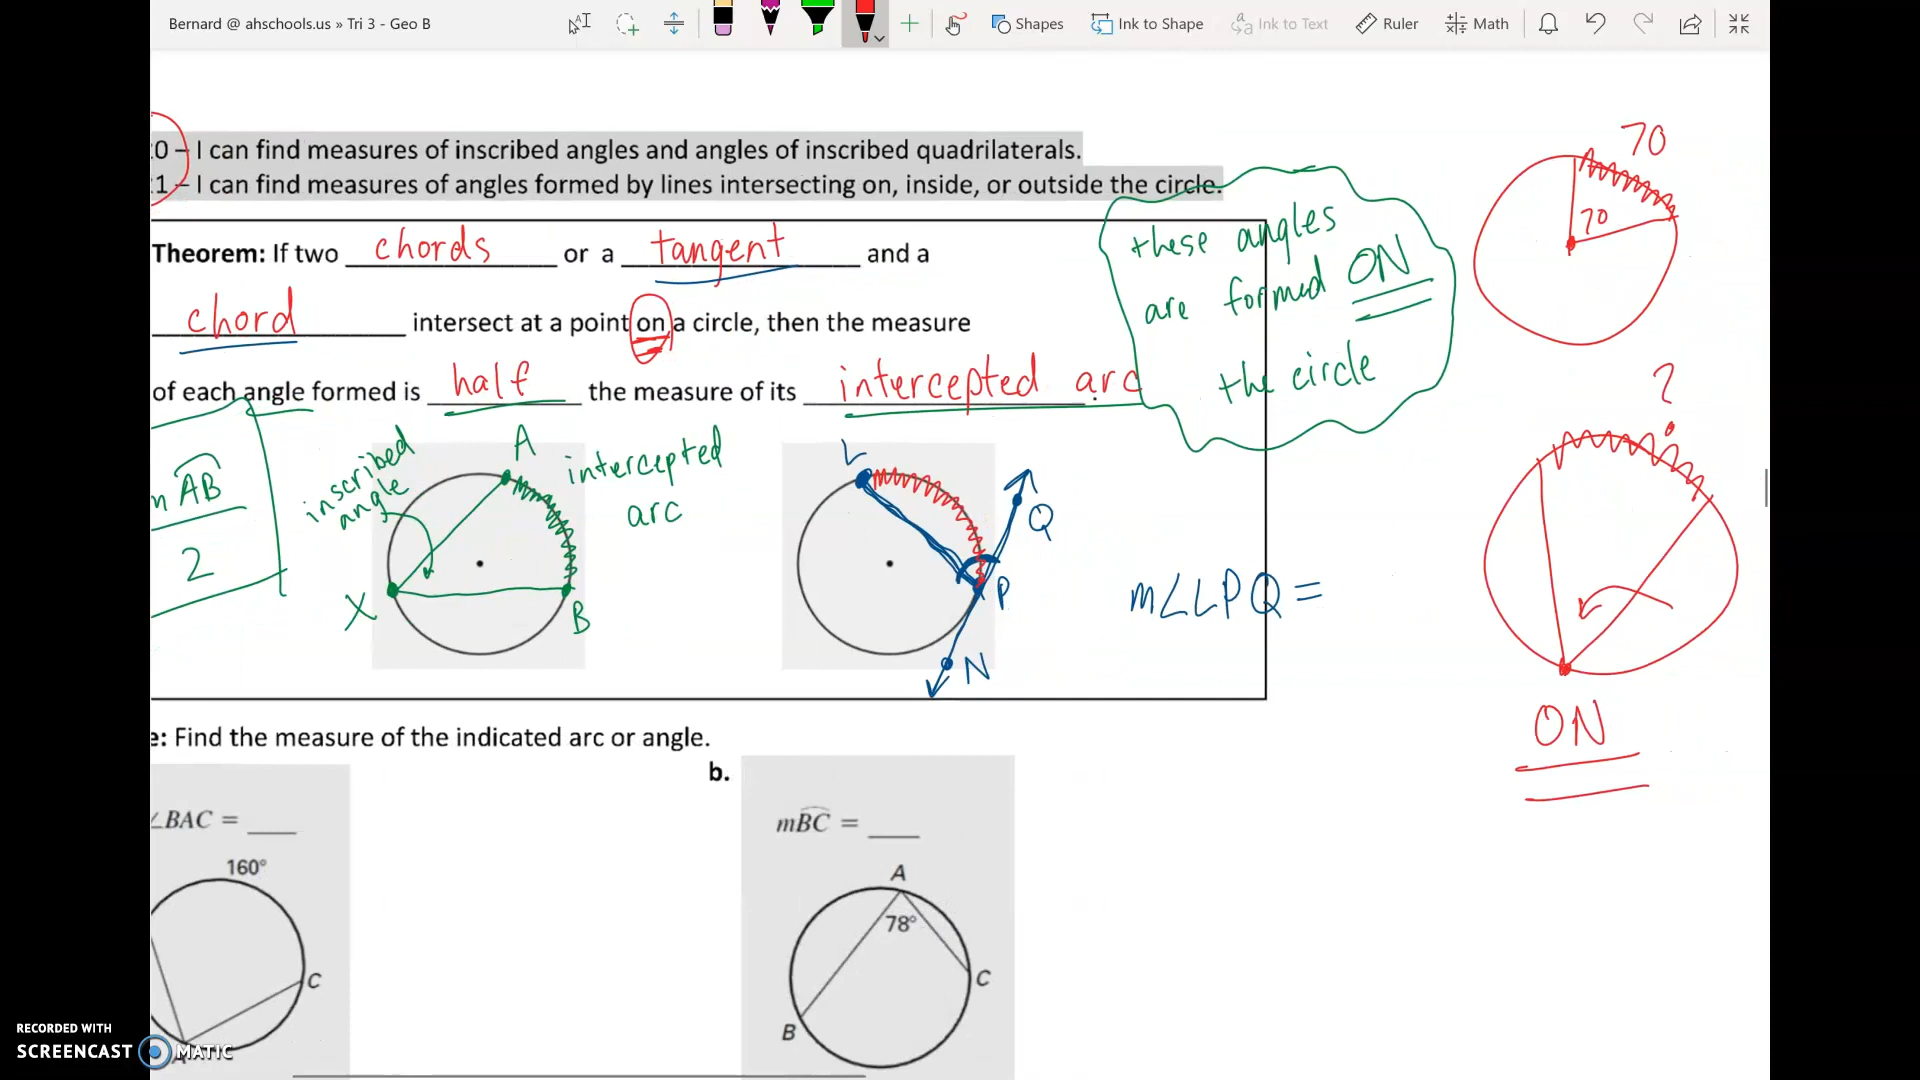 Bernard @ ahschools.us » Tri 3 - Geo B
Shapes
Ink to Shape
Ink to Text
Ruler
Math
0 – I can find measures of inscribed angles and angles of inscribed quadrilaterals.
1 – I can find measures of angles formed by lines intersecting on, inside, or outside the circle.
Theorem: If two chords or a tangent and a
chord intersect at a point on a circle, then the measure
of each angle formed is half the measure of its intercepted arc.
these angles
are formed ON
the circle
70
70
?
ON
m AB
2
inscribed
angle
A
intercepted
arc
X
B
L
Q
P
N
m∠LPQ =
e: Find the measure of the indicated arc or angle.
∠BAC = ___
160°
C
A
b.
mBC = ___
A
78°
C
B
RECORDED WITH
SCREENCAST MATIC